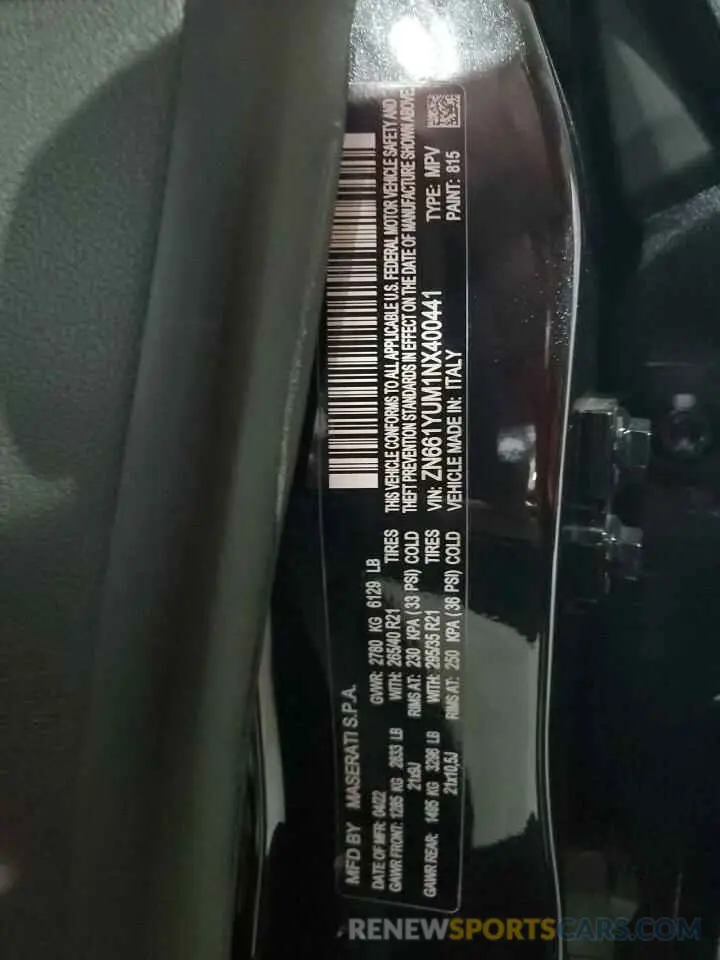 MFD BY MASERATI S.P.A.
DATE OF MFR: 04/22 GVWR: 2780 KG 6129 LB
GAWR FRONT: 1285 KG 2833 LB WITH: 265/40 R21 TIRES
21x9J RIMS AT: 230 KPA (33 PSI) COLD
GAWR REAR: 1495 KG 3296 LB WITH: 295/35 R21 TIRES
21x10,5J RIMS AT: 250 KPA (36 PSI) COLD
THIS VEHICLE CONFORMS TO ALL APPLICABLE U.S. FEDERAL MOTOR VEHICLE SAFETY AND
THEFT PREVENTION STANDARDS IN EFFECT ON THE DATE OF MANUFACTURE SHOWN ABOVE.
VIN: ZN661YUM1NX400441 TYPE: MPV
VEHICLE MADE IN: ITALY PAINT: 815
RENEWSPORTSCARS.COM